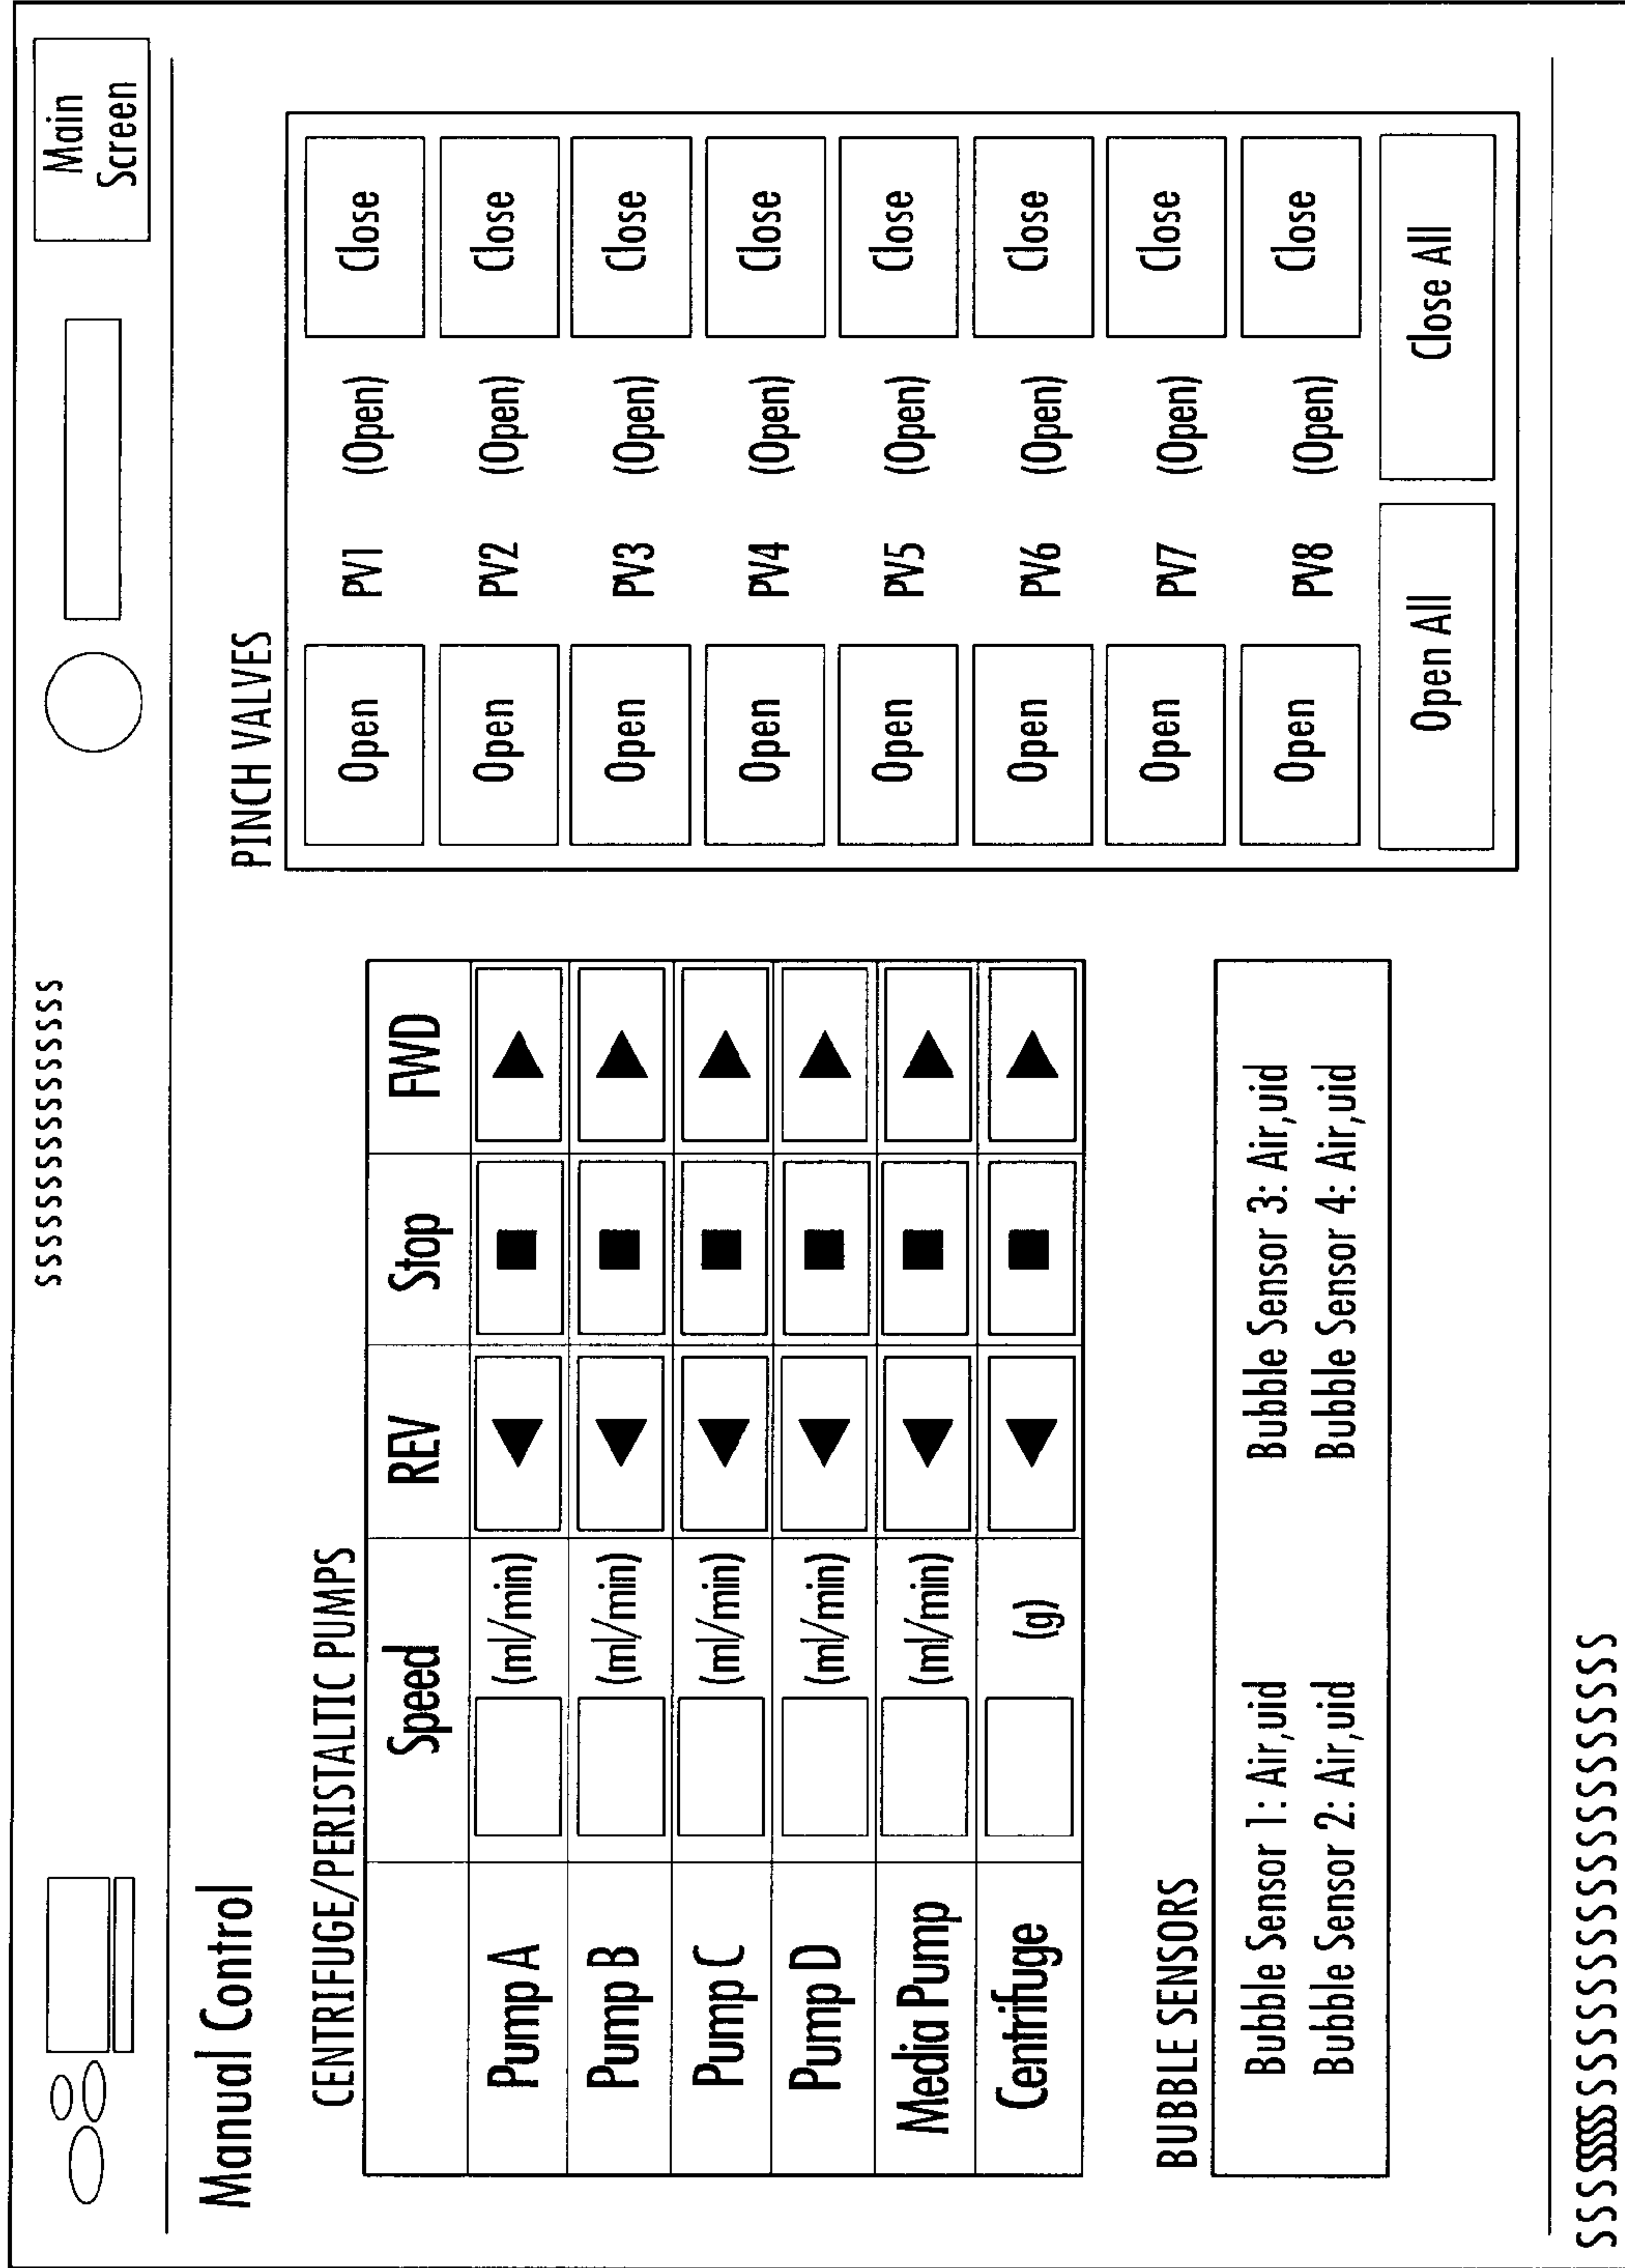 ssssssssssssssssss
Main
Screen
Manual Control
CENTRIFUGE/PERISTALTIC PUMPS
Speed REV Stop FWD
Pump A (ml/min)
Pump B (ml/min)
Pump C (ml/min)
Pump D (ml/min)
Media Pump (ml/min)
Centrifuge (g)
BUBBLE SENSORS
Bubble Sensor 1: Air,uid Bubble Sensor 3: Air,uid
Bubble Sensor 2: Air,uid Bubble Sensor 4: Air,uid
PINCH VALVES
Open PV1 (Open) Close
Open PV2 (Open) Close
Open PV3 (Open) Close
Open PV4 (Open) Close
Open PV5 (Open) Close
Open PV6 (Open) Close
Open PV7 (Open) Close
Open PV8 (Open) Close
Open All Close All